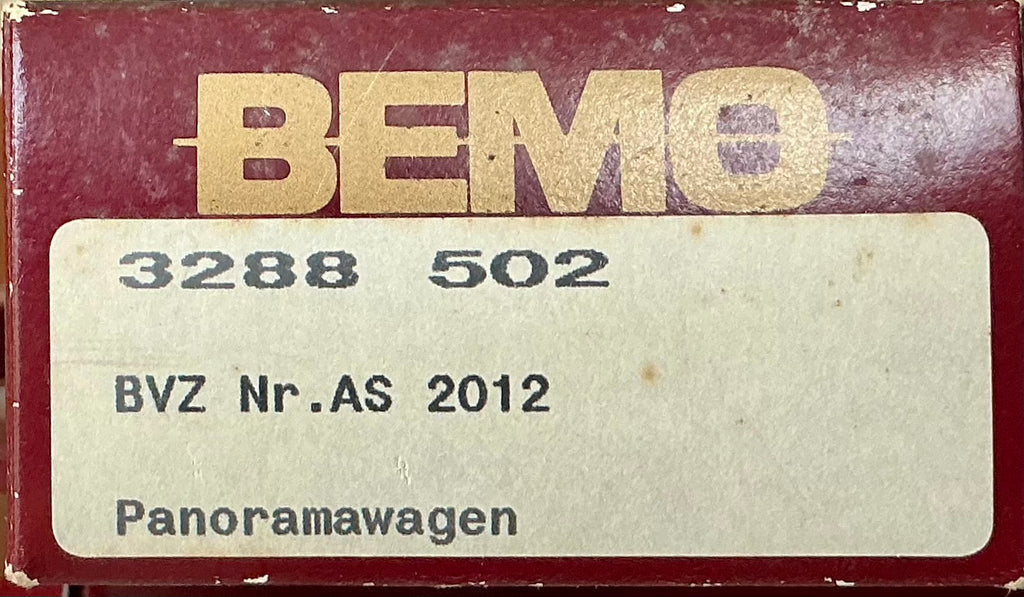 BEMO
3288 502
BVZ Nr.AS 2012
Panoramawagen